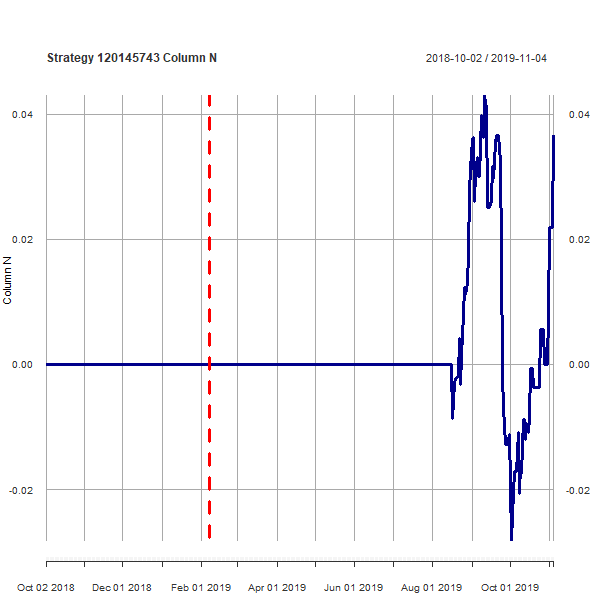 Strategy 120145743 Column N
2018-10-02 / 2019-11-04
0.04
0.04
0.02
0.02
Column N
0.00
0.00
-0.02
-0.02
Oct 02 2018
Dec 01 2018
Feb 01 2019
Apr 01 2019
Jun 01 2019
Aug 01 2019
Oct 01 2019